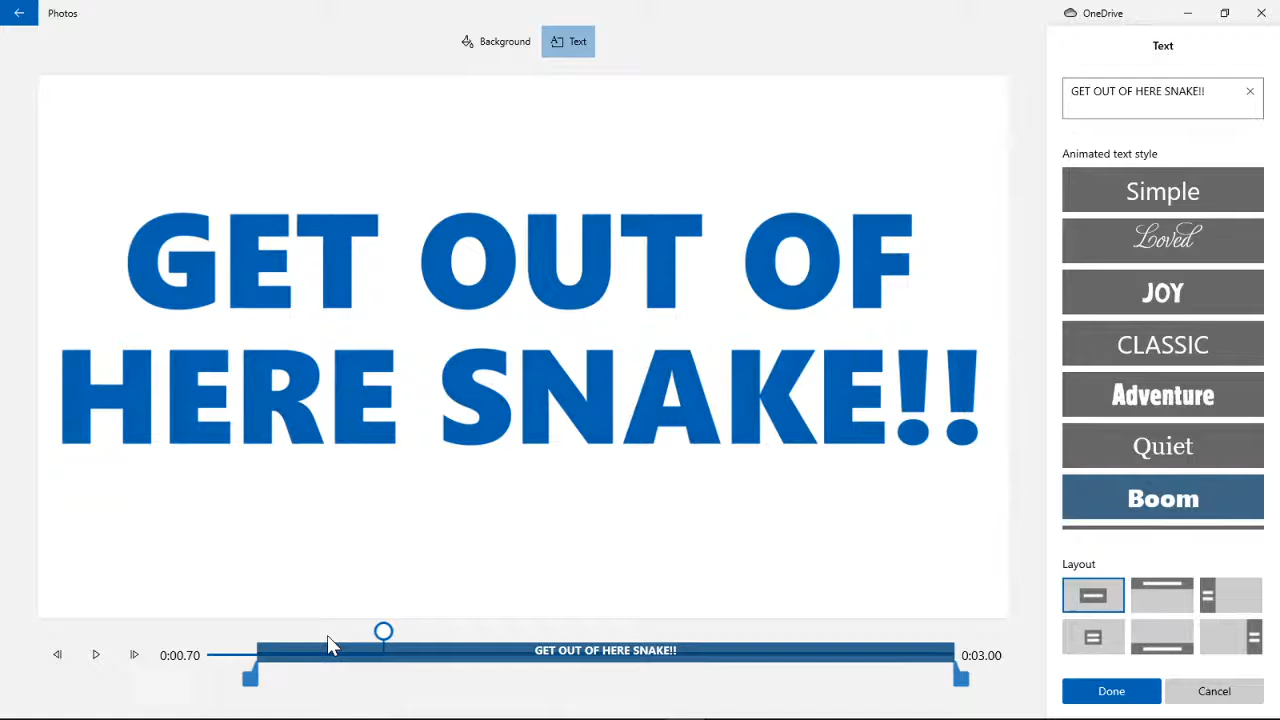 Photos
OneDrive
Background
Text
Text
GET OUT OF HERE SNAKE!!
GET OUT OF
HERE SNAKE!!
Animated text style
Simple
Loved
JOY
CLASSIC
Adventure
Quiet
Boom
Layout
0:00.70
GET OUT OF HERE SNAKE!!
0:03.00
Done
Cancel